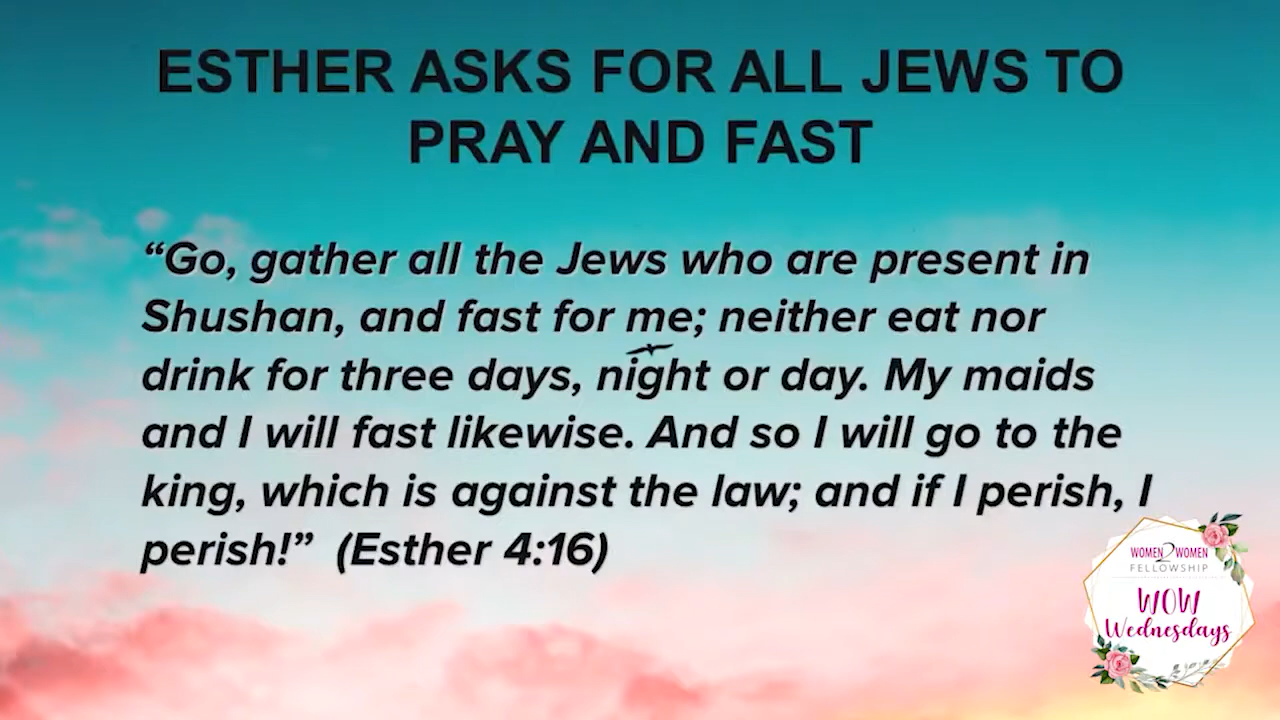 ESTHER ASKS FOR ALL JEWS TO
PRAY AND FAST
“Go, gather all the Jews who are present in
Shushan, and fast for me; neither eat nor
drink for three days, night or day. My maids
and I will fast likewise. And so I will go to the
king, which is against the law; and if I perish, I
perish!” (Esther 4:16)
WOMEN2WOMEN
FELLOWSHIP
WOW
Wednesdays